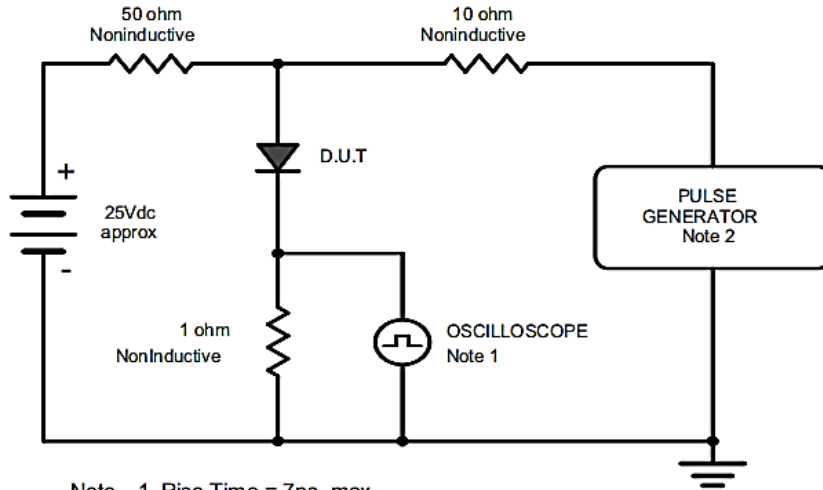 50 ohm
Noninductive
10 ohm
Noninductive
D.U.T
+
25Vdc
approx
-
PULSE
GENERATOR
Note 2
1 ohm
NonInductive
OSCILLOSCOPE
Note 1